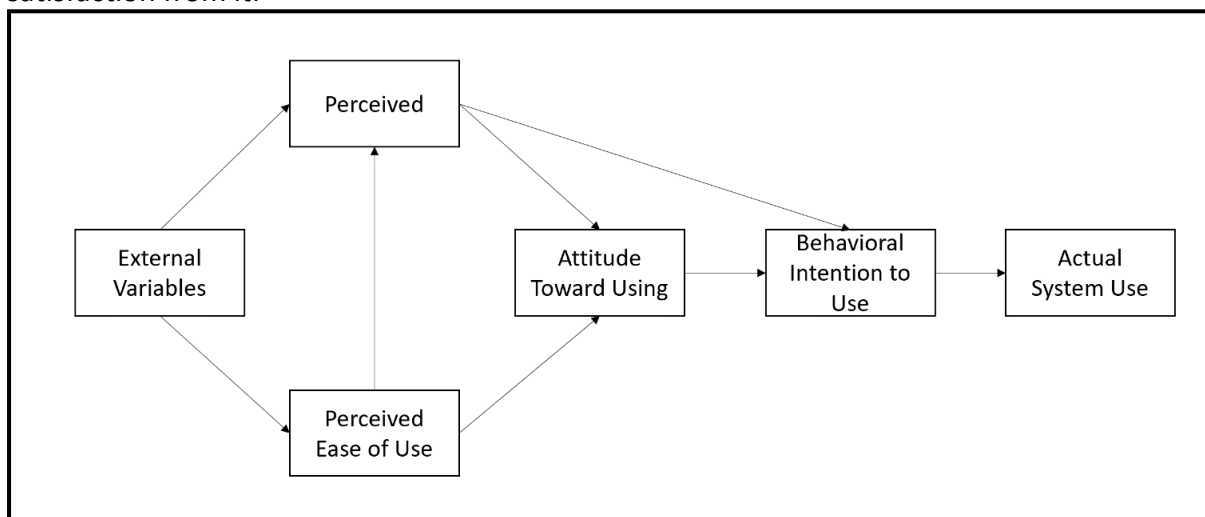 satisfaction from it.
Perceived
External
Variables
Attitude
Toward Using
Behavioral
Intention to
Use
Actual
System Use
Perceived
Ease of Use